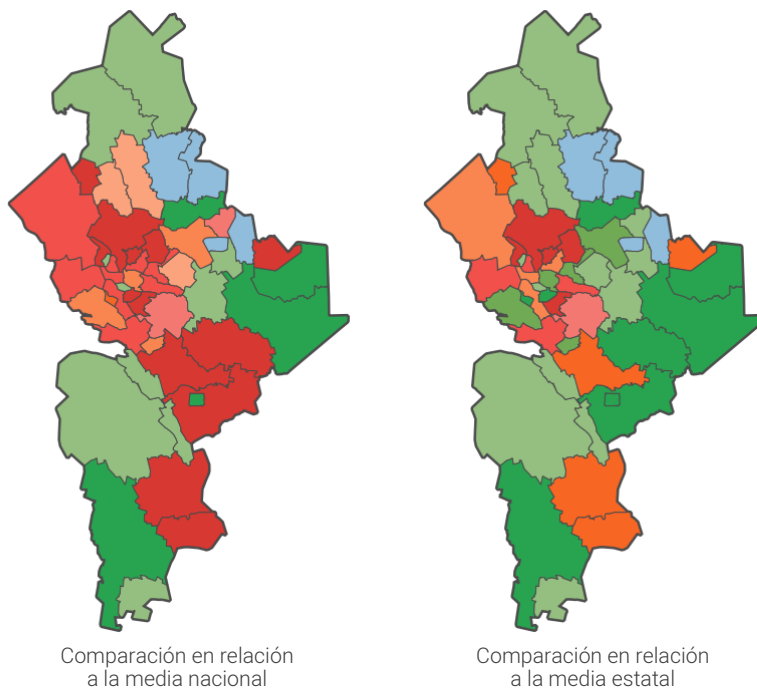 Comparación en relación
a la media nacional
Comparación en relación
a la media estatal